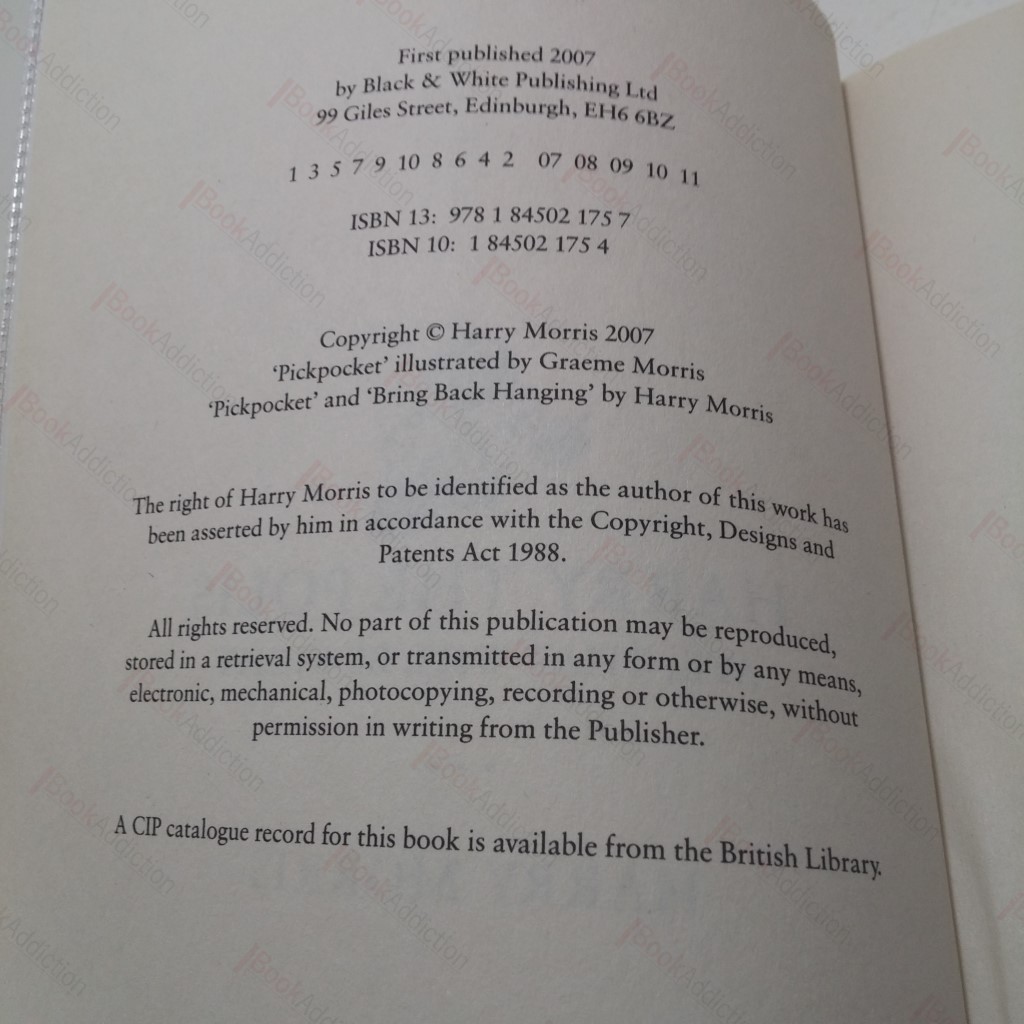 First published 2007
by Black & White Publishing Ltd
99 Giles Street, Edinburgh, EH6 6BZ
1 3 5 7 9 10 8 6 4 2 07 08 09 10 11
ISBN 13: 978 1 84502 175 7
ISBN 10: 1 84502 175 4
Copyright © Harry Morris 2007
‘Pickpocket’ illustrated by Graeme Morris
‘Pickpocket’ and ‘Bring Back Hanging’ by Harry Morris
The right of Harry Morris to be identified as the author of this work has
been asserted by him in accordance with the Copyright, Designs and
Patents Act 1988.
All rights reserved. No part of this publication may be reproduced,
stored in a retrieval system, or transmitted in any form or by any means,
electronic, mechanical, photocopying, recording or otherwise, without
permission in writing from the Publisher.
A CIP catalogue record for this book is available from the British Library.
BookAddiction